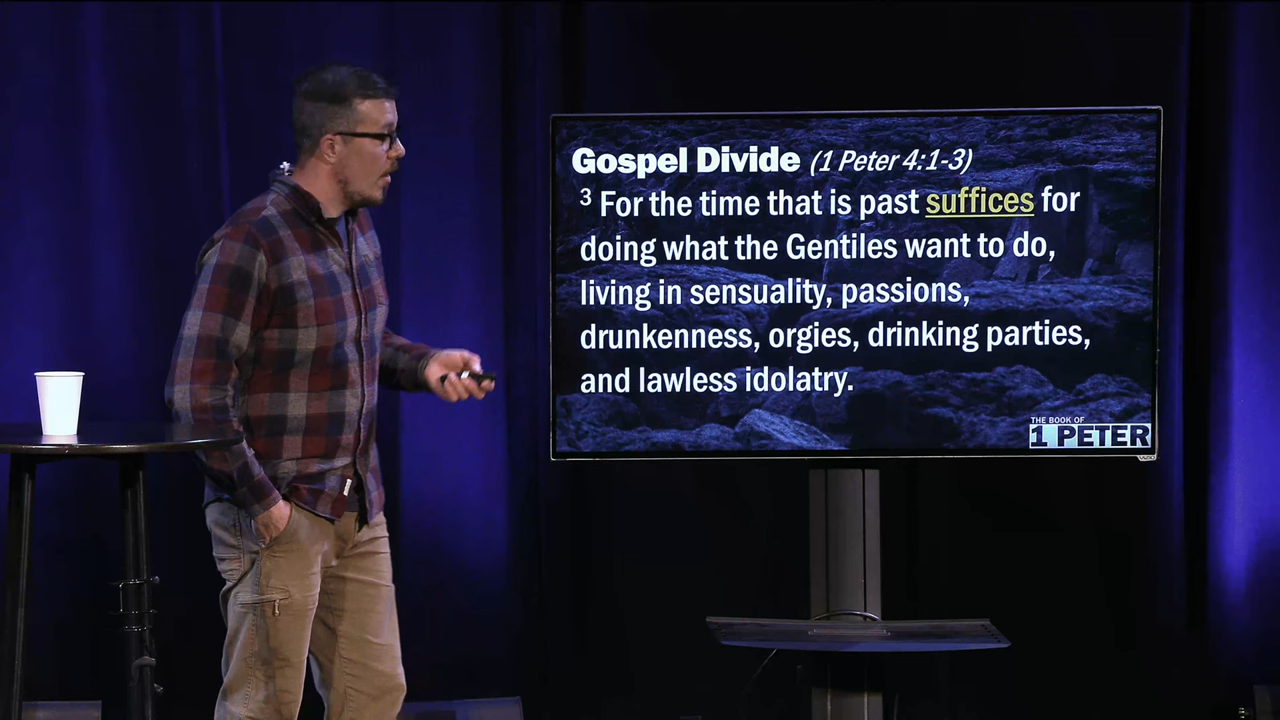 Gospel Divide (1 Peter 4:1-3)
3 For the time that is past suffices for
doing what the Gentiles want to do,
living in sensuality, passions,
drunkenness, orgies, drinking parties,
and lawless idolatry.
THE BOOK OF
1 PETER
VIZIO